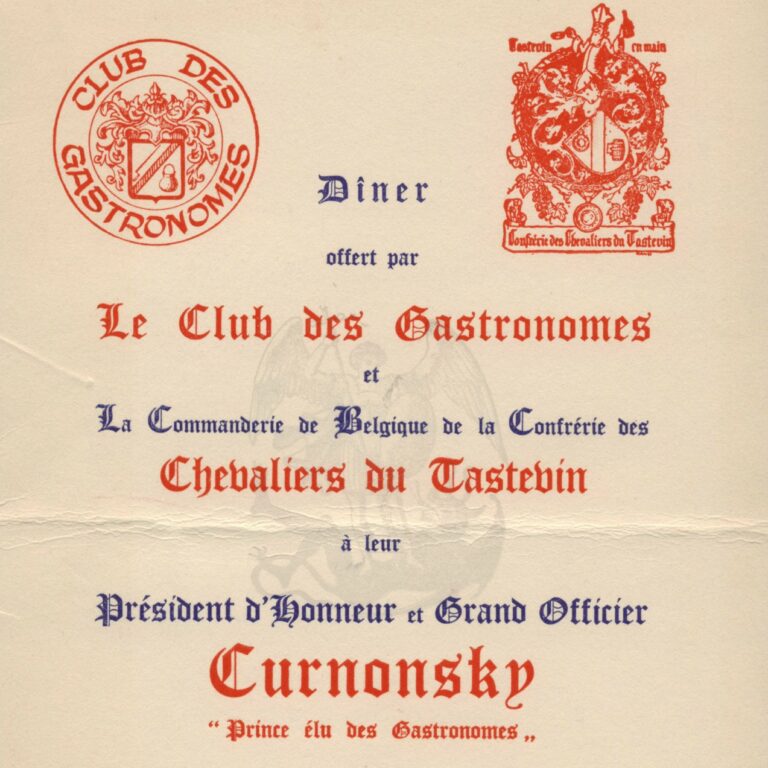 CLUB DES GASTRONOMES
Tastevin en main
Confrérie des Chevaliers du Tastevin
Dîner
offert par
Le Club des Gastronomes
et
La Commanderie de Belgique de la Confrérie des
Chevaliers du Tastevin
à leur
Président d'Honneur et Grand Officier
Curnonsky
“ Prince élu des Gastronomes „